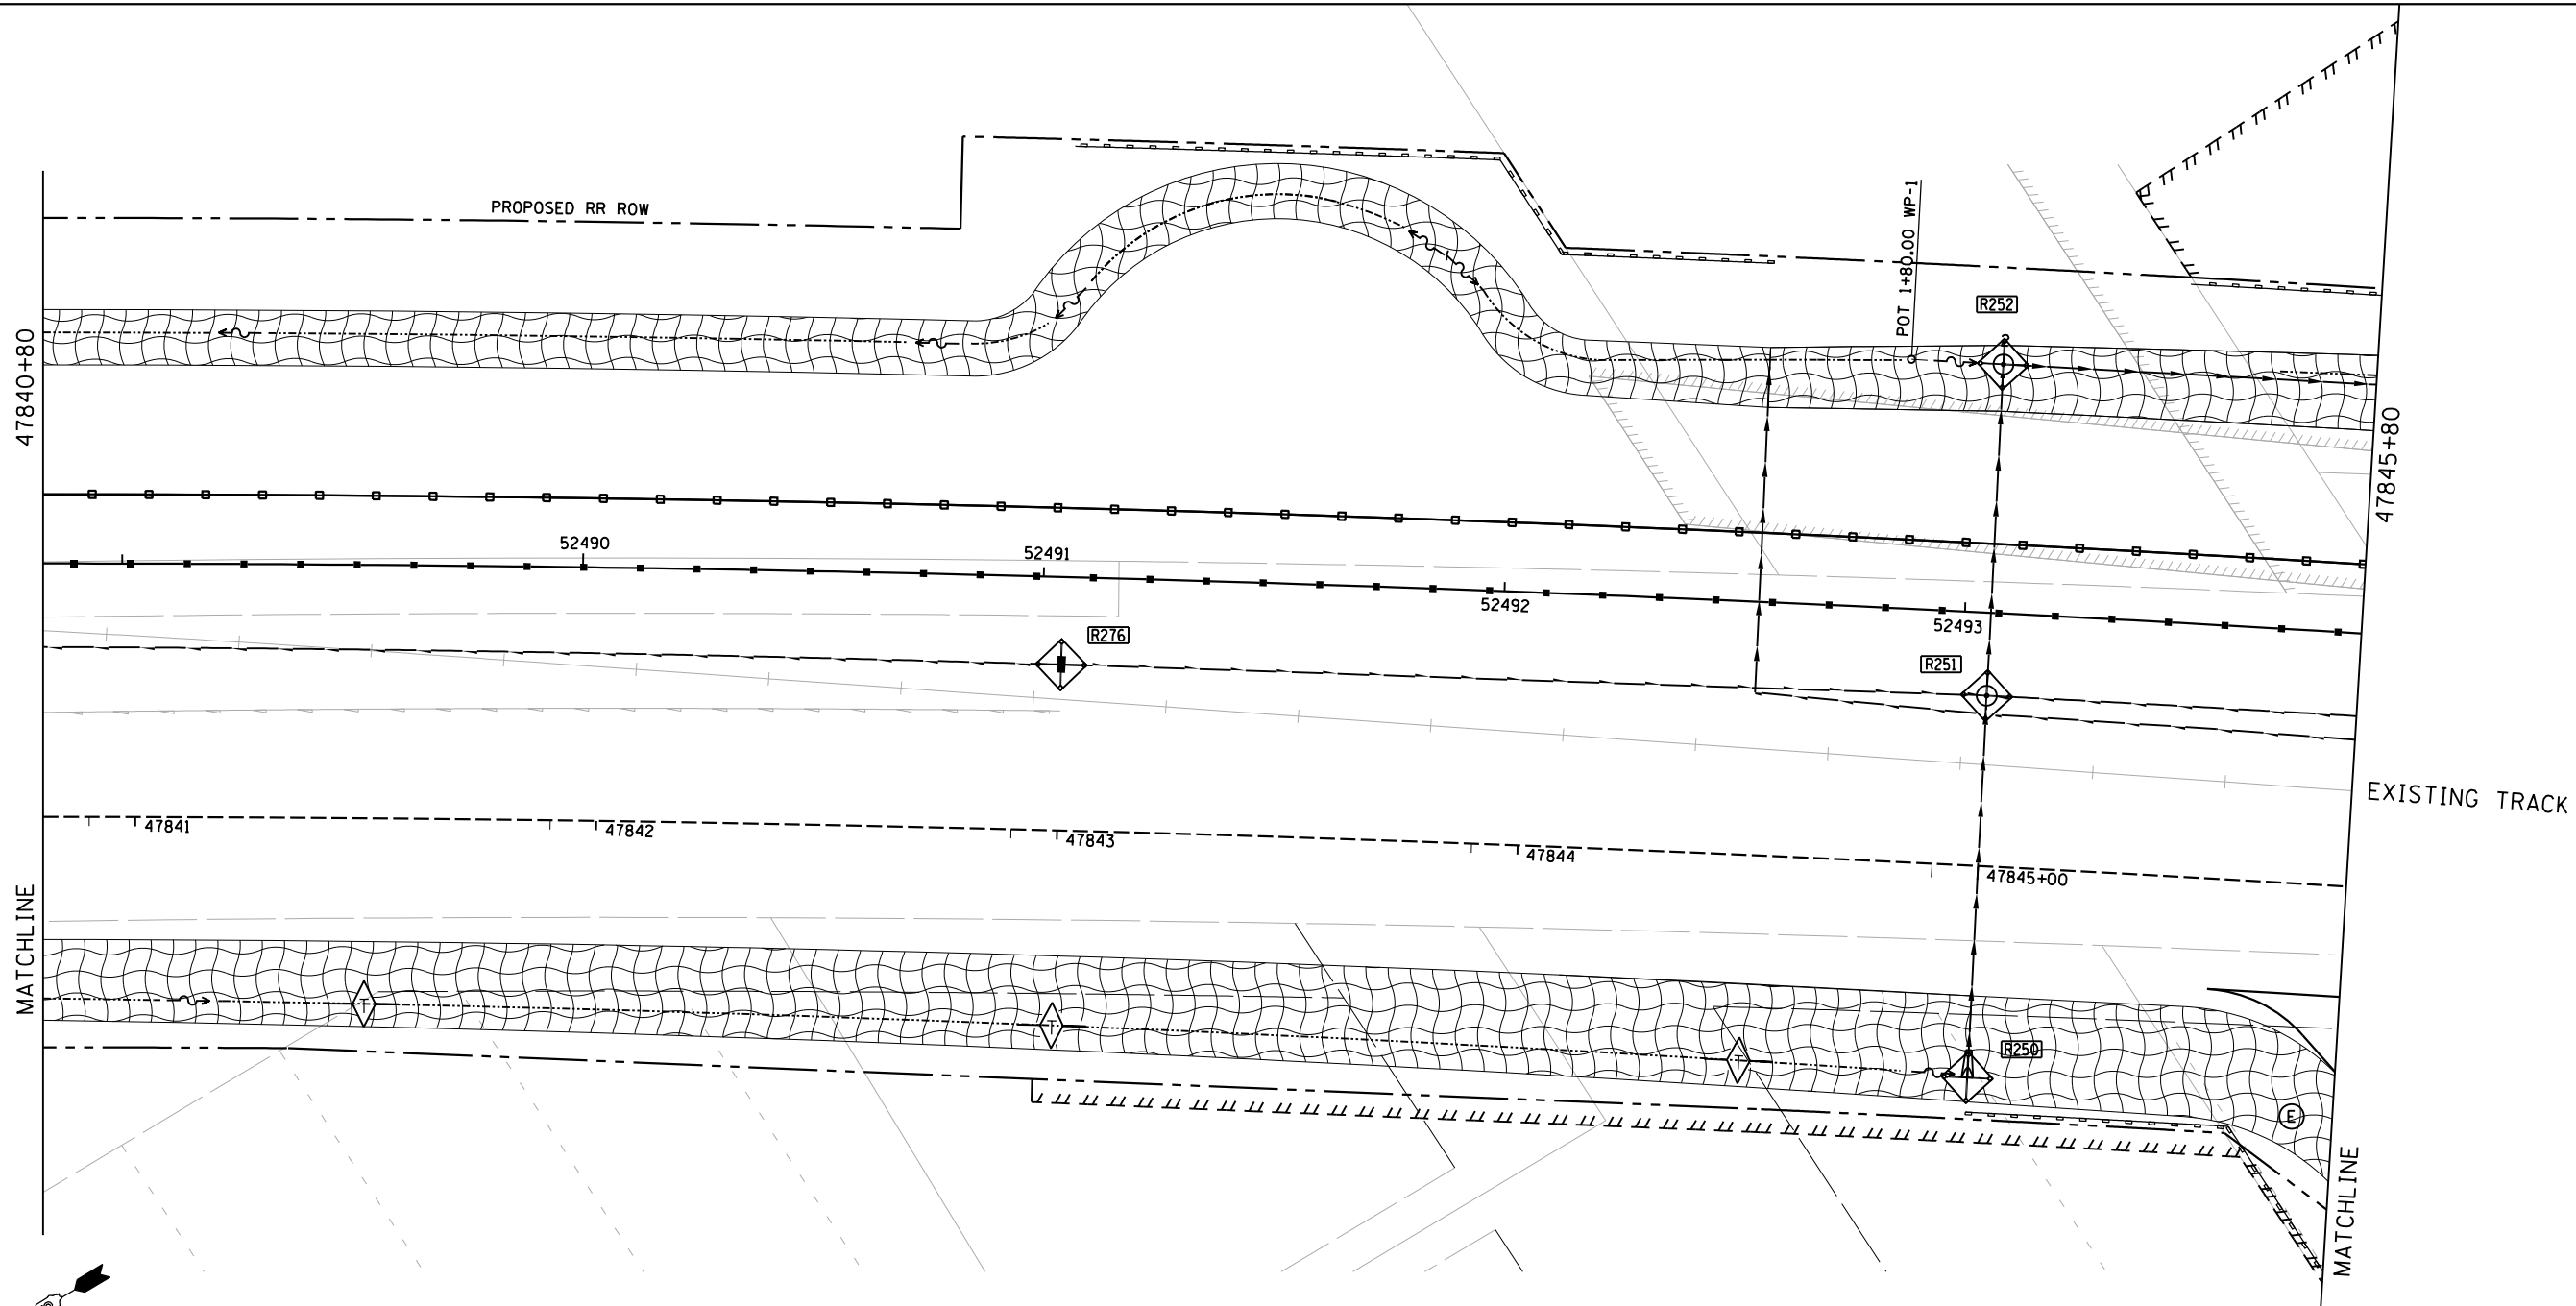 PROPOSED RR ROW
POT 1+80.00 WP-1
R252
47840+80
47845+80
52490
52491
52492
52493
R276
R251
EXISTING TRACK
47841
47842
47843
47844
47845+00
MATCHLINE
T
T
T
R250
E
MATCHLINE